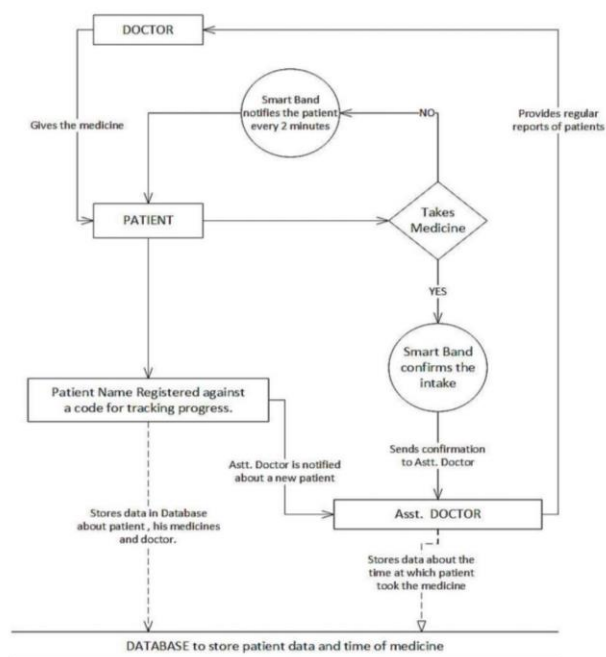 DOCTOR
Smart Band
notifies the patient
every 2 minutes
NO
Gives the medicine
Provides regular
reports of patients
PATIENT
Takes
Medicine
YES
Smart Band
confirms the
intake
Patient Name Registered against
a code for tracking progress.
Sends confirmation
to Astt. Doctor
Astt. Doctor is notified
about a new patient
Stores data in Database
about patient , his medicines
and doctor.
Asst. DOCTOR
Stores data about the
time at which patient
took the medicine
DATABASE to store patient data and time of medicine